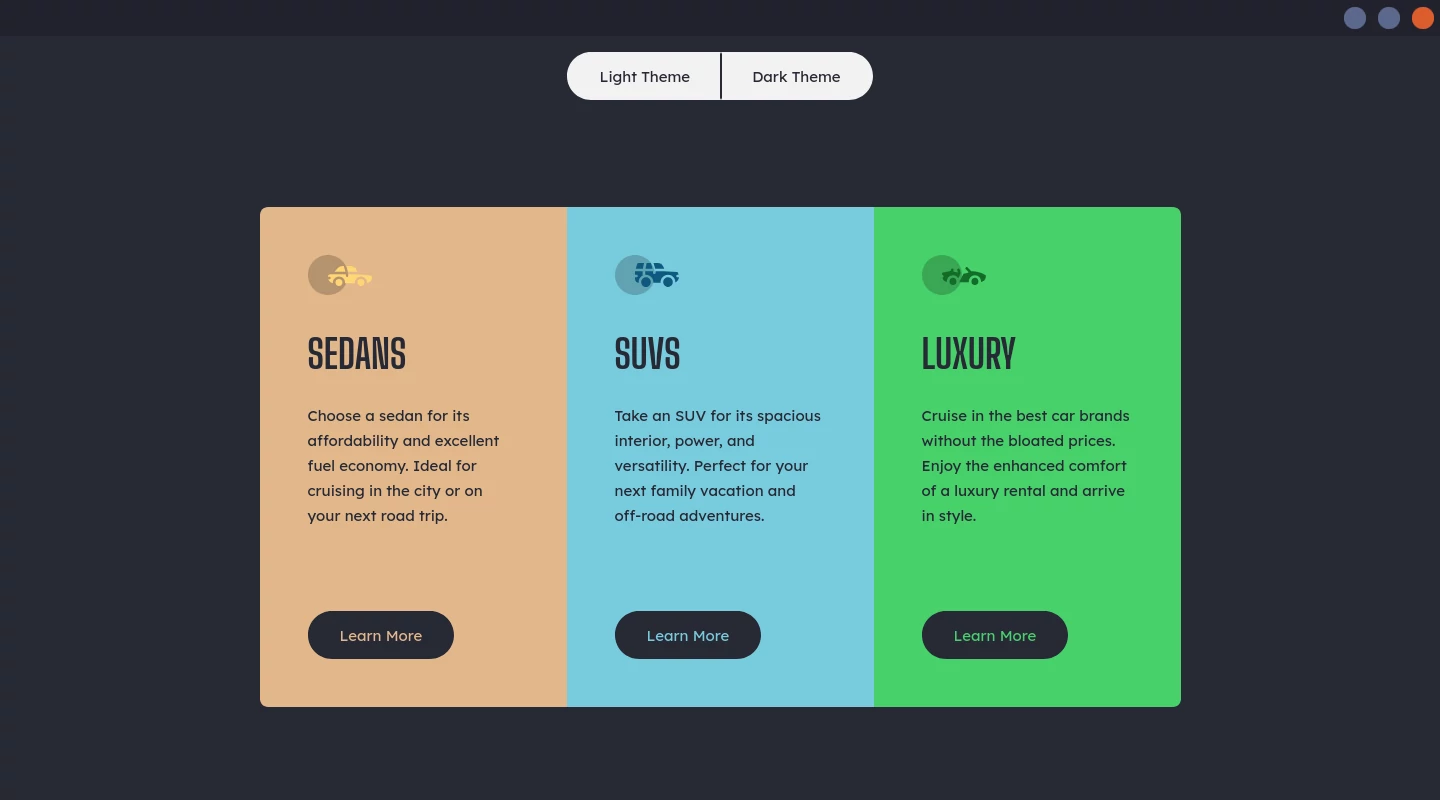 Light Theme
Dark Theme
SEDANS
Choose a sedan for its
affordability and excellent
fuel economy. Ideal for
cruising in the city or on
your next road trip.
Learn More
SUVS
Take an SUV for its spacious
interior, power, and
versatility. Perfect for your
next family vacation and
off-road adventures.
Learn More
LUXURY
Cruise in the best car brands
without the bloated prices.
Enjoy the enhanced comfort
of a luxury rental and arrive
in style.
Learn More